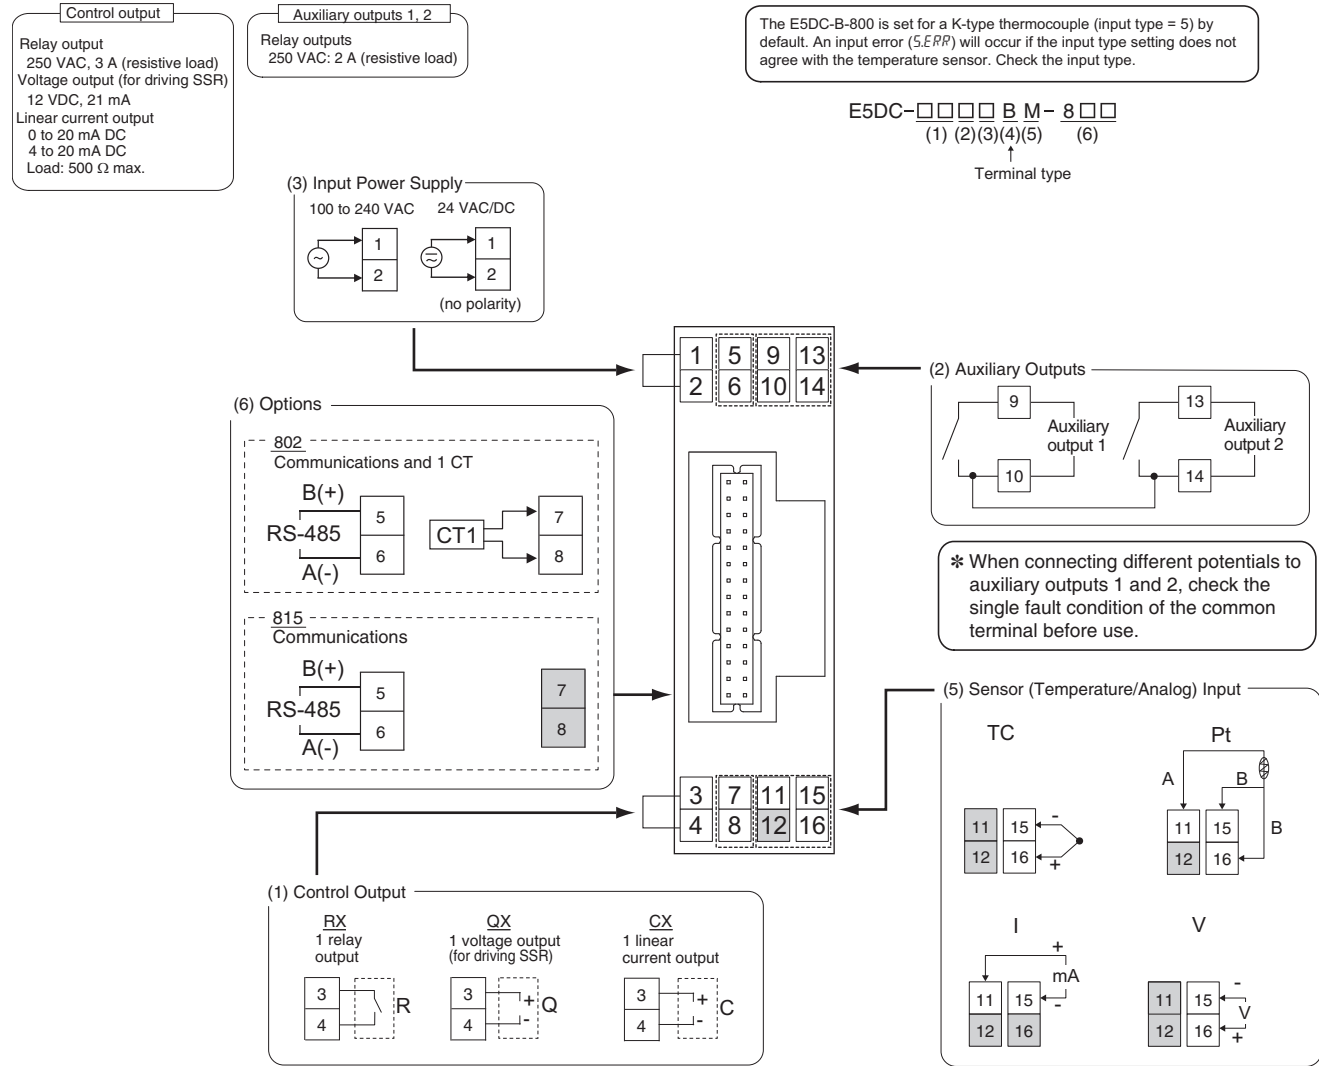 Control output
Relay output
250 VAC, 3 A (resistive load)
Voltage output (for driving SSR)
12 VDC, 21 mA
Linear current output
0 to 20 mA DC
4 to 20 mA DC
Load: 500 Ω max.
Auxiliary outputs 1, 2
Relay outputs
250 VAC: 2 A (resistive load)
The E5DC-B-800 is set for a K-type thermocouple (input type = 5) by
default. An input error (S.ERR) will occur if the input type setting does not
agree with the temperature sensor. Check the input type.
E5DC-□□□□ B M- 8□□
(1) (2)(3)(4)(5) (6)
Terminal type
(3) Input Power Supply
100 to 240 VAC 24 VAC/DC
1 1
2 2
(no polarity)
1 5 9 13
2 6 10 14
(2) Auxiliary Outputs
9 13
Auxiliary
output 1
Auxiliary
output 2
10 14
(6) Options
802
Communications and 1 CT
B(+)
5
RS-485
6
A(-)
CT1
7
8
815
Communications
B(+)
5
RS-485
6
A(-)
7
8
✻ When connecting different potentials to
auxiliary outputs 1 and 2, check the
single fault condition of the common
terminal before use.
3 7 11 15
4 8 12 16
(5) Sensor (Temperature/Analog) Input
TC
11 15 -
12 16 +
Pt
A B
11 15 B
12 16
I
+
mA
11 15 -
12 16
V
11 15 -
V
12 16 +
(1) Control Output
RX
1 relay
output
3
4
R
QX
1 voltage output
(for driving SSR)
3 +
4 -
Q
CX
1 linear
current output
3 +
4 -
C